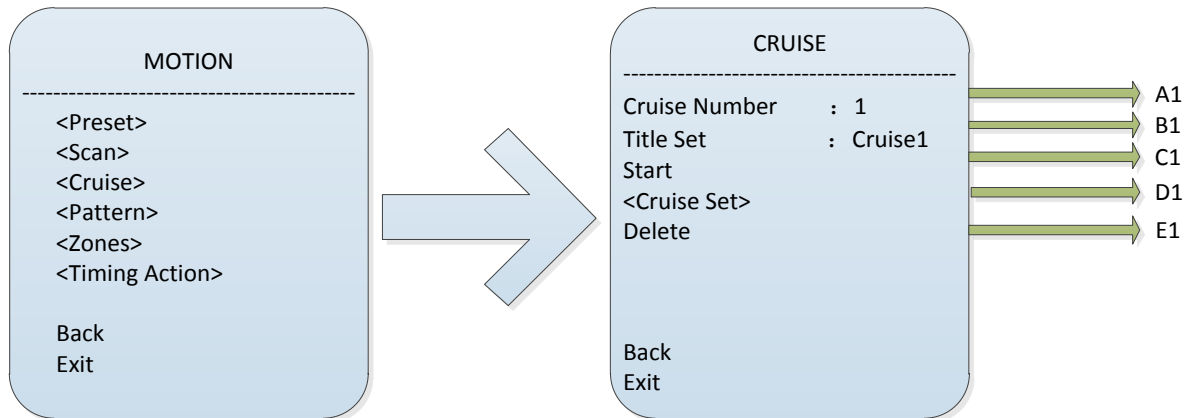 MOTION
------------------------------------------
<Preset>
<Scan>
<Cruise>
<Pattern>
<Zones>
<Timing Action>
Back
Exit
CRUISE
------------------------------------------
Cruise Number : 1
Title Set : Cruise1
Start
<Cruise Set>
Delete
Back
Exit
A1
B1
C1
D1
E1